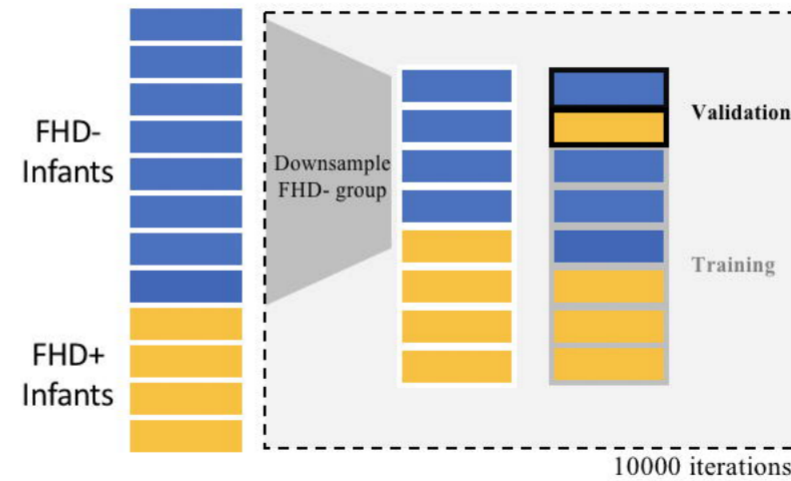 FHD-
Infants
FHD+
Infants
Downsample
FHD- group
Validation
Training
10000 iterations